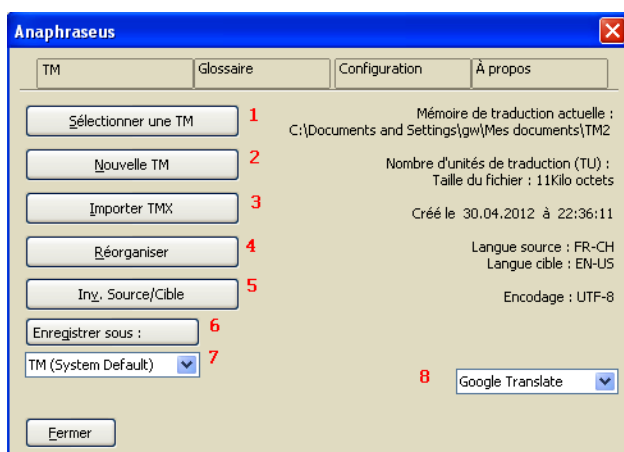 Anaphraseus
TM
Glossaire
Configuration
À propos
Sélectionner une TM
1
Mémoire de traduction actuelle :
C:\Documents and Settings\gw\Mes documents\TM2
Nouvelle TM
2
Nombre d'unités de traduction (TU) :
Taille du fichier : 11Kilo octets
Importer TMX
3
Créé le 30.04.2012 à 22:36:11
Réorganiser
4
Langue source : FR-CH
Langue cible : EN-US
Inv. Source/Cible
5
Encodage : UTF-8
Enregistrer sous :
6
TM (System Default)
7
8
Google Translate
Fermer